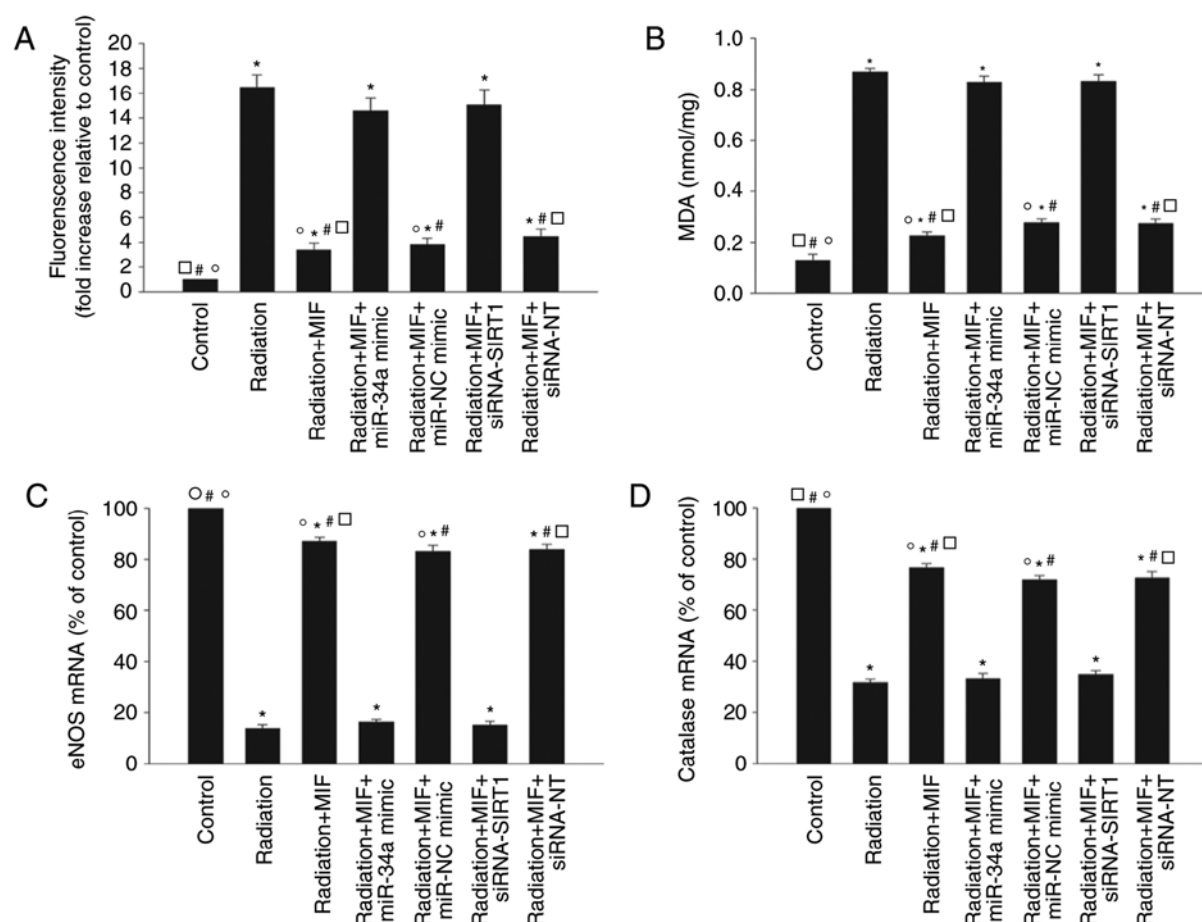 A
Fluorescence intensity
(fold increase relative to control)
20
18
16
14
12
10
8
6
4
2
0
□ # ○
*
○ * # □
*
○ * #
*
* # □
Control
Radiation
Radiation+MIF
Radiation+MIF+
miR-34a mimic
Radiation+MIF+
miR-NC mimic
Radiation+MIF+
siRNA-SIRT1
Radiation+MIF+
siRNA-NT
B
MDA (nmol/mg)
1.0
0.8
0.6
0.4
0.2
0.0
□ # ○
*
○ * # □
*
○ * #
*
* # □
Control
Radiation
Radiation+MIF
Radiation+MIF+
miR-34a mimic
Radiation+MIF+
miR-NC mimic
Radiation+MIF+
siRNA-SIRT1
Radiation+MIF+
siRNA-NT
C
eNOS mRNA (% of control)
100
80
60
40
20
0
○ # ○
*
○ * # □
*
○ * #
*
* # □
Control
Radiation
Radiation+MIF
Radiation+MIF+
miR-34a mimic
Radiation+MIF+
miR-NC mimic
Radiation+MIF+
siRNA-SIRT1
Radiation+MIF+
siRNA-NT
D
Catalase mRNA (% of control)
100
80
60
40
20
0
□ # ○
*
○ * # □
*
○ * #
*
* # □
Control
Radiation
Radiation+MIF
Radiation+MIF+
miR-34a mimic
Radiation+MIF+
miR-NC mimic
Radiation+MIF+
siRNA-SIRT1
Radiation+MIF+
siRNA-NT